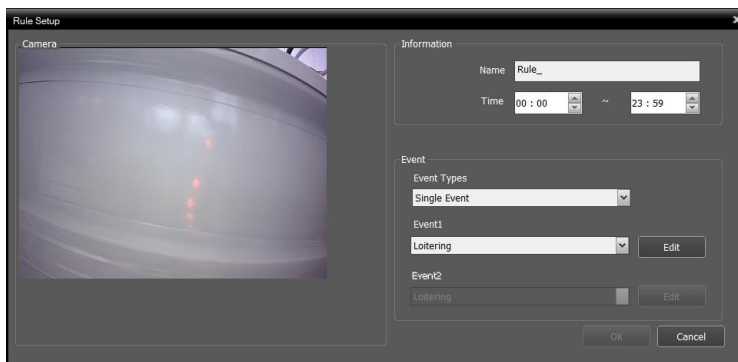 Rule Setup
x
Camera
Information
Name Rule_
Time 00 : 00 ~ 23 : 59
Event
Event Types
Single Event
Event1
Loitering Edit
Event2
Loitering Edit
OK Cancel